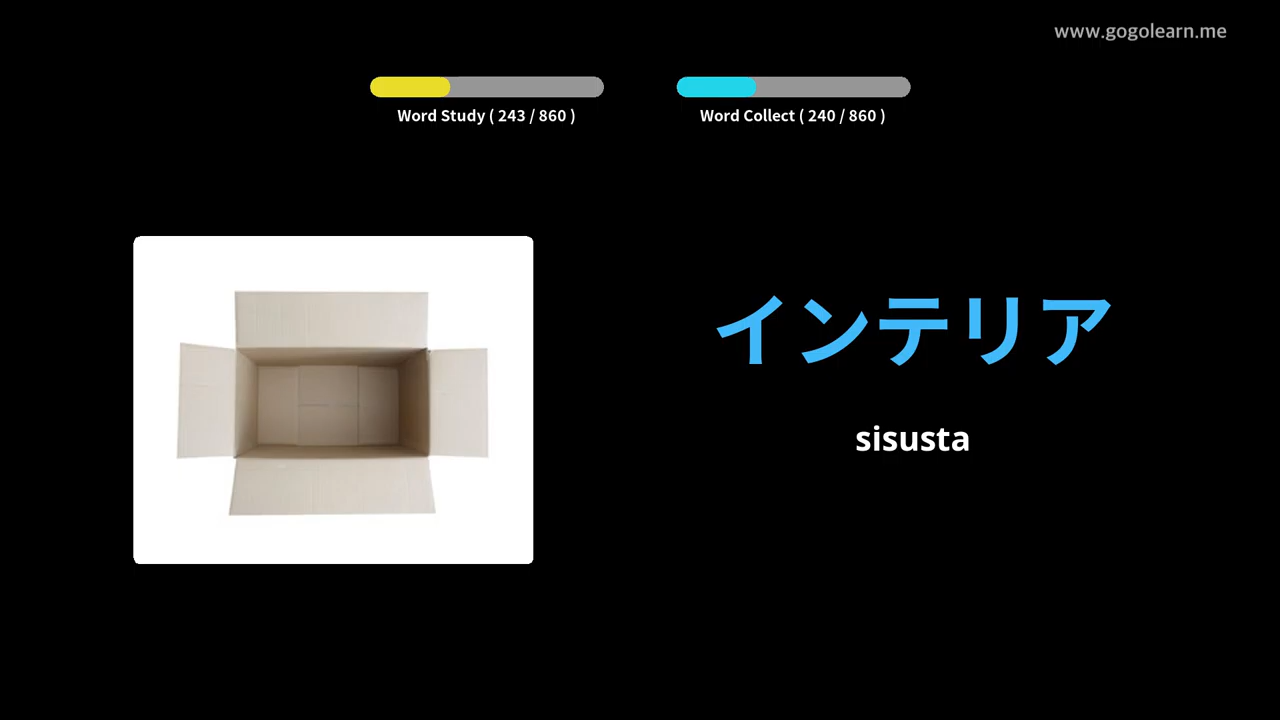 www.gogolearn.me
Word Study ( 243 / 860 )
Word Collect ( 240 / 860 )
インテリア
sisusta